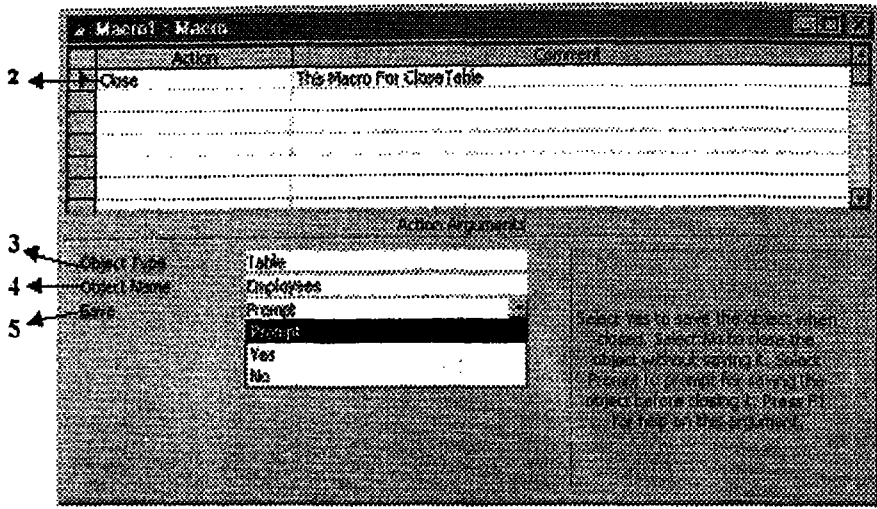 Macro1 : Macro
Action Comment
2 Close This Macro For CloseTable
Action Arguments
3 Object Type Table
4 Object Name Employees
5 Save Prompt
Prompt
Yes
No
Select Yes to save the object when
closed. Select No to close the
object without saving it. Select
Prompt to prompt for saving the
object before closing it. Press F1
for help on this argument.